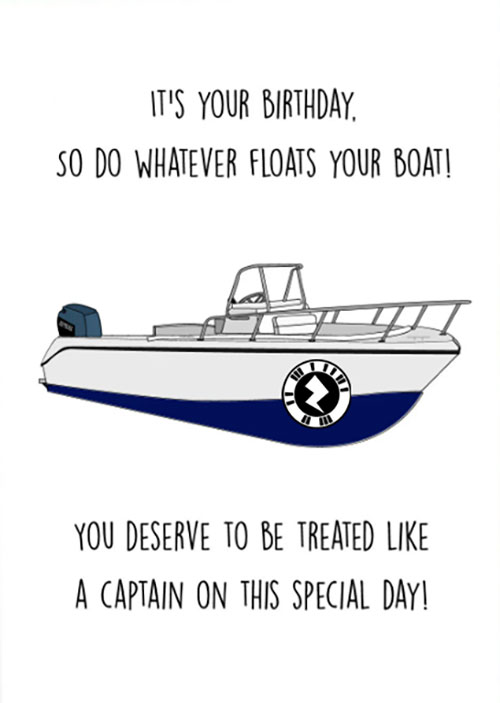 IT'S YOUR BIRTHDAY,
SO DO WHATEVER FLOATS YOUR BOAT!
YOU DESERVE TO BE TREATED LIKE
A CAPTAIN ON THIS SPECIAL DAY!